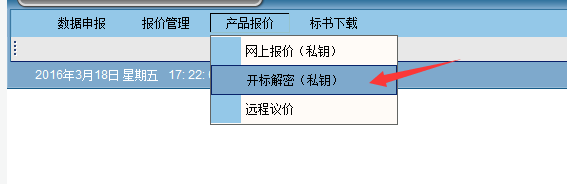 数据申报 报价管理 产品报价 标书下载
网上报价（私钥）
开标解密（私钥）
2016年3月18日 星期五 17: 22:
远程议价